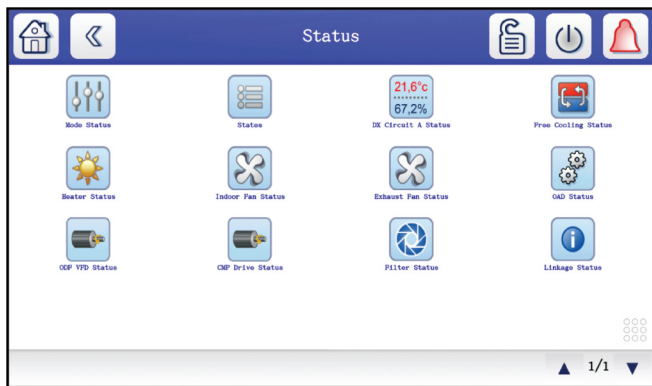 Status
21,6°c
67,2%
Mode Status
States
DX Circuit A Status
Free Cooling Status
Heater Status
Indoor Fan Status
Exhaust Fan Status
OAD Status
ODF VFD Status
CMP Drive Status
Filter Status
Linkage Status
1/1